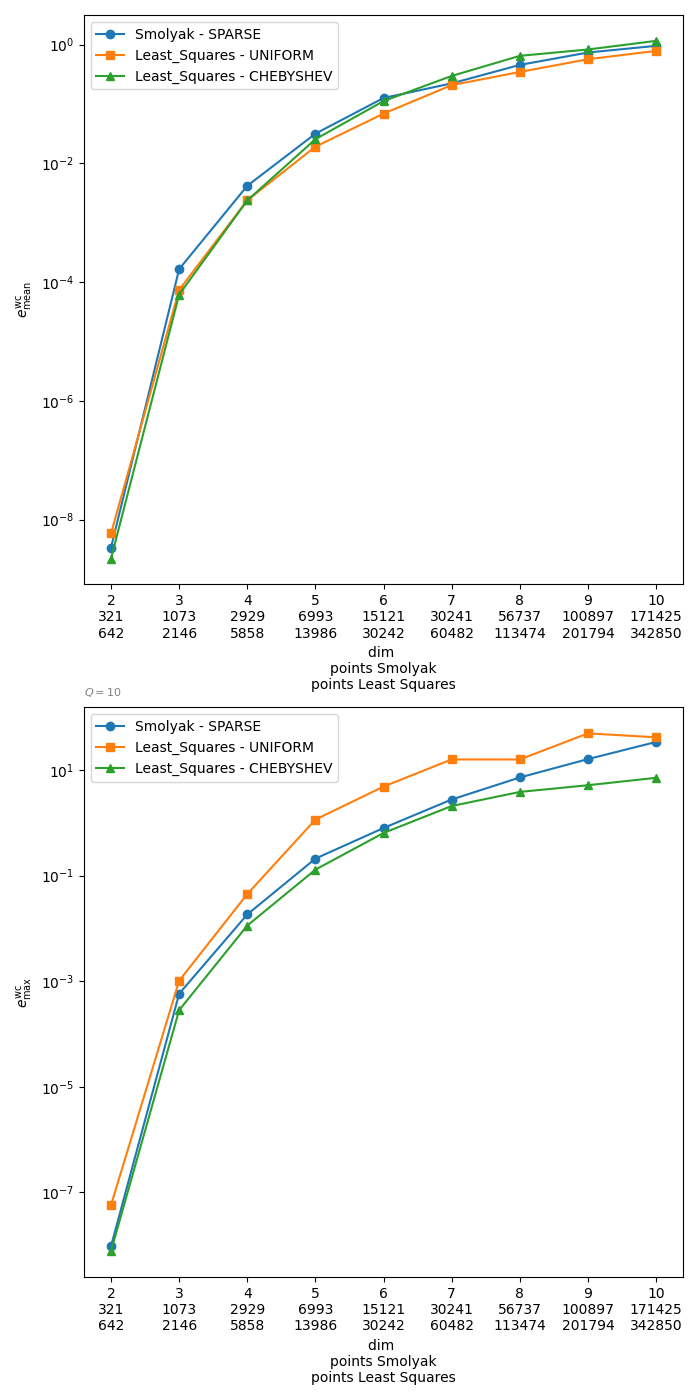 Smolyak - SPARSE
Least_Squares - UNIFORM
Least_Squares - CHEBYSHEV
10^0
10^-2
10^-4
10^-6
10^-8
e^wc_mean
2 3 4 5 6 7 8 9 10
321 1073 2929 6993 15121 30241 56737 100897 171425
642 2146 5858 13986 30242 60482 113474 201794 342850
dim
points Smolyak
points Least Squares
Q = 10
Smolyak - SPARSE
Least_Squares - UNIFORM
Least_Squares - CHEBYSHEV
10^1
10^-1
10^-3
10^-5
10^-7
e^wc_max
2 3 4 5 6 7 8 9 10
321 1073 2929 6993 15121 30241 56737 100897 171425
642 2146 5858 13986 30242 60482 113474 201794 342850
dim
points Smolyak
points Least Squares